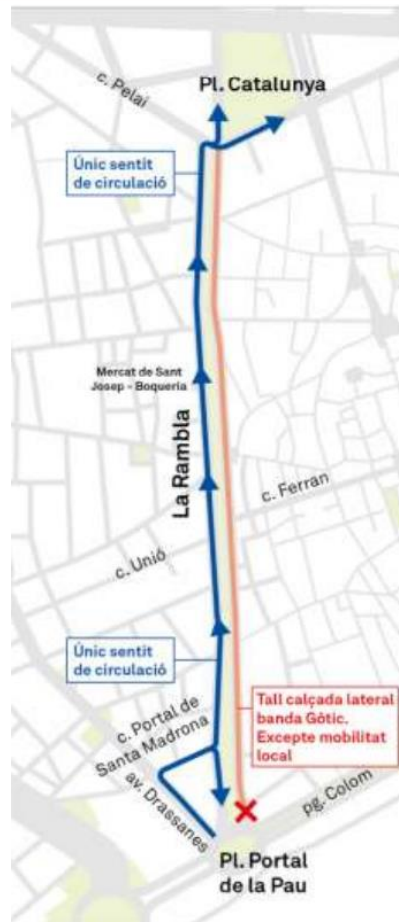 c. Pelai
Pl. Catalunya
Únic sentit
de circulació
Mercat de Sant
Josep - Boqueria
La Rambla
c. Ferran
c. Unió
Únic sentit
de circulació
c. Portal de
Santa Madrona
av. Drassanes
Tall calçada lateral
banda Gòtic.
Excepte mobilitat
local
pg. Colom
Pl. Portal
de la Pau